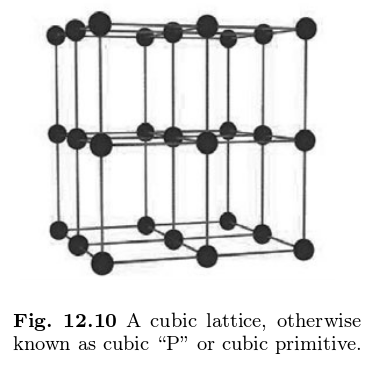 Fig. 12.10 A cubic lattice, otherwise
known as cubic “P” or cubic primitive.